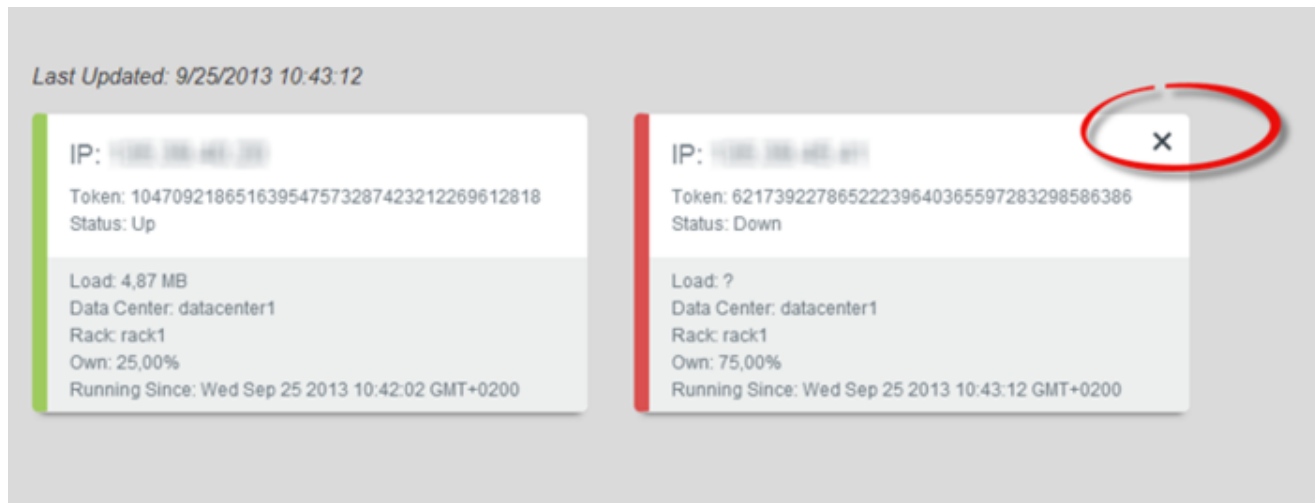 Last Updated: 9/25/2013 10:43:12
IP:
Token: 104709218651639547573287423212269612818
Status: Up
Load: 4,87 MB
Data Center: datacenter1
Rack: rack1
Own: 25,00%
Running Since: Wed Sep 25 2013 10:42:02 GMT+0200
IP:
Token: 62173922786522239640365597283298586386
Status: Down
Load: ?
Data Center: datacenter1
Rack: rack1
Own: 75,00%
Running Since: Wed Sep 25 2013 10:43:12 GMT+0200